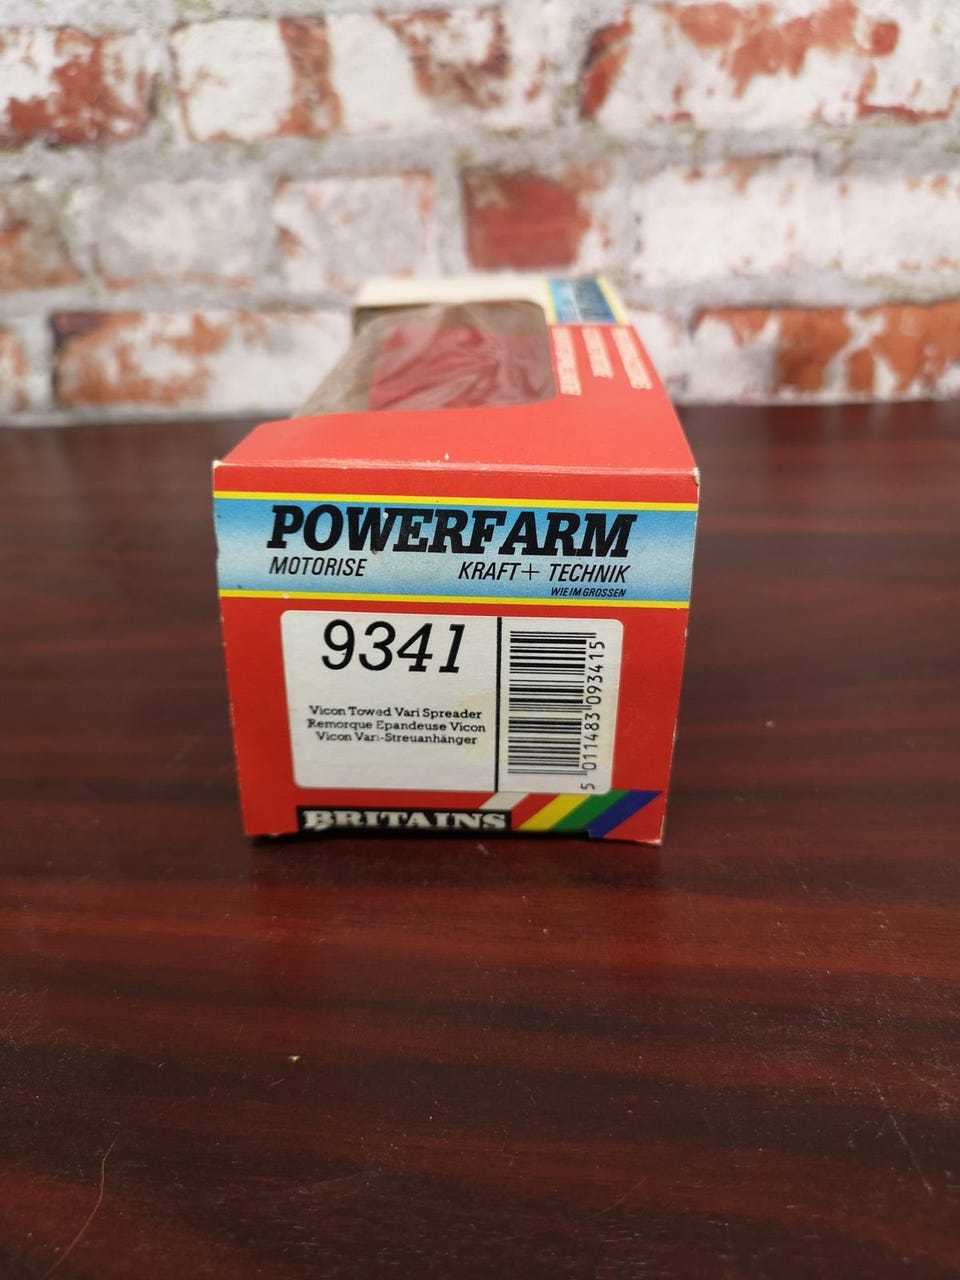 POWERFARM
MOTORISE
KRAFT+ TECHNIK
WIE IM GROSSEN
9341
Vicon Towed Vari Spreader
Remorque Epandeuse Vicon
Vicon Vari-Streuanhänger
5 011483 093415
BRITAINS